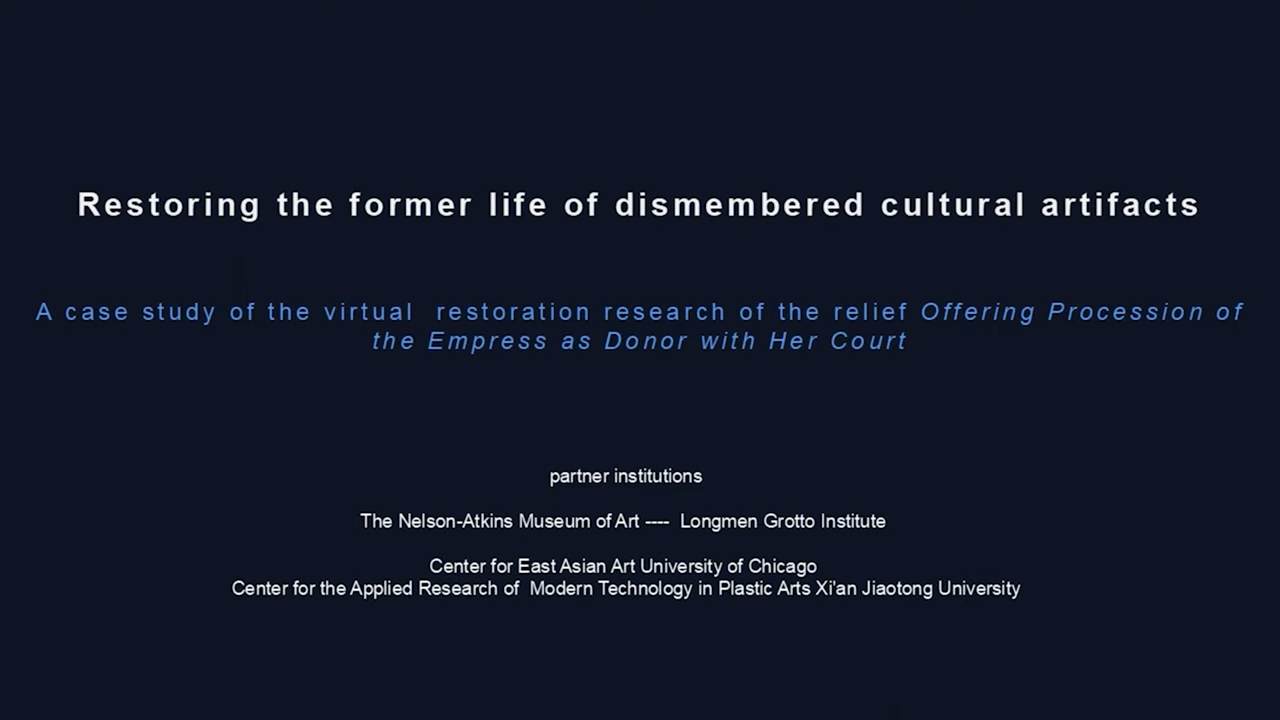 Restoring the former life of dismembered cultural artifacts
A case study of the virtual restoration research of the relief Offering Procession of
the Empress as Donor with Her Court
partner institutions
The Nelson-Atkins Museum of Art ---- Longmen Grotto Institute
Center for East Asian Art University of Chicago
Center for the Applied Research of Modern Technology in Plastic Arts Xi'an Jiaotong University